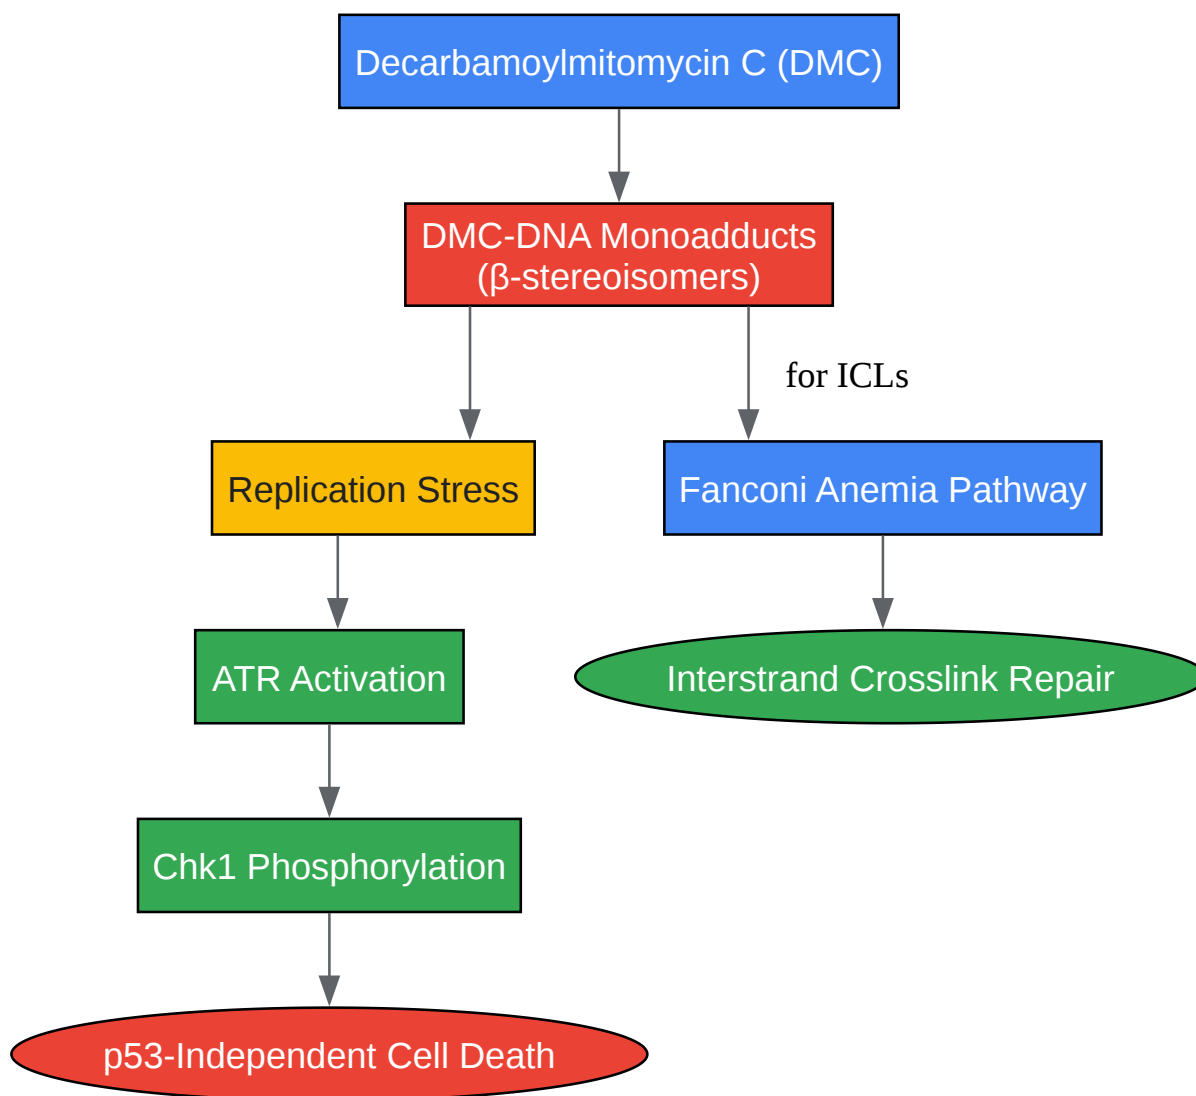 Decarbamoylmitomycin C (DMC)
DMC-DNA Monoadducts
(β-stereoisomers)
for ICLs
Replication Stress
Fanconi Anemia Pathway
ATR Activation
Interstrand Crosslink Repair
Chk1 Phosphorylation
p53-Independent Cell Death